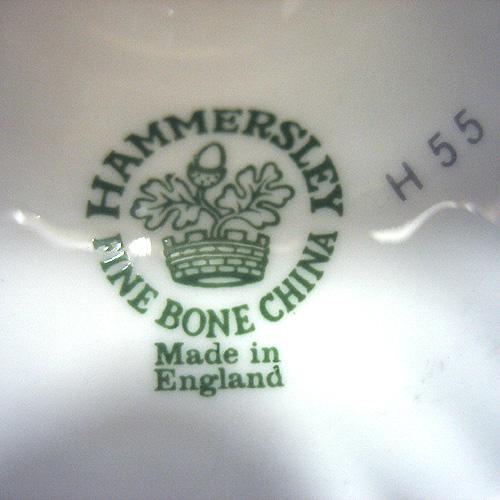 HAMMERSLEY
FINE BONE CHINA
Made in
England
H 55